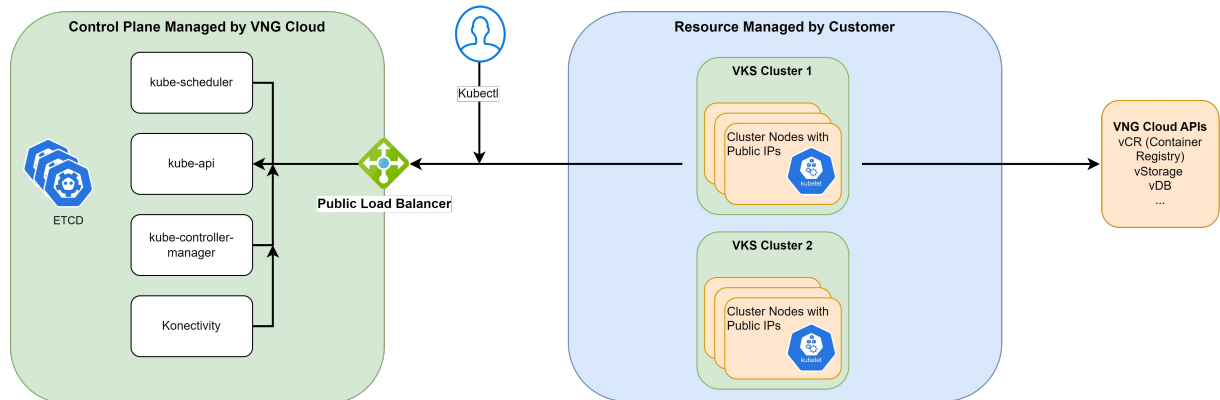 Control Plane Managed by VNG Cloud
kube-scheduler
kube-api
ETCD
kube-controller-
manager
Konectivity
Public Load Balancer
Kubectl
Resource Managed by Customer
VKS Cluster 1
Cluster Nodes with
Public IPs
kubelet
VKS Cluster 2
Cluster Nodes with
Public IPs
kubelet
VNG Cloud APIs
vCR (Container
Registry)
vStorage
vDB
...